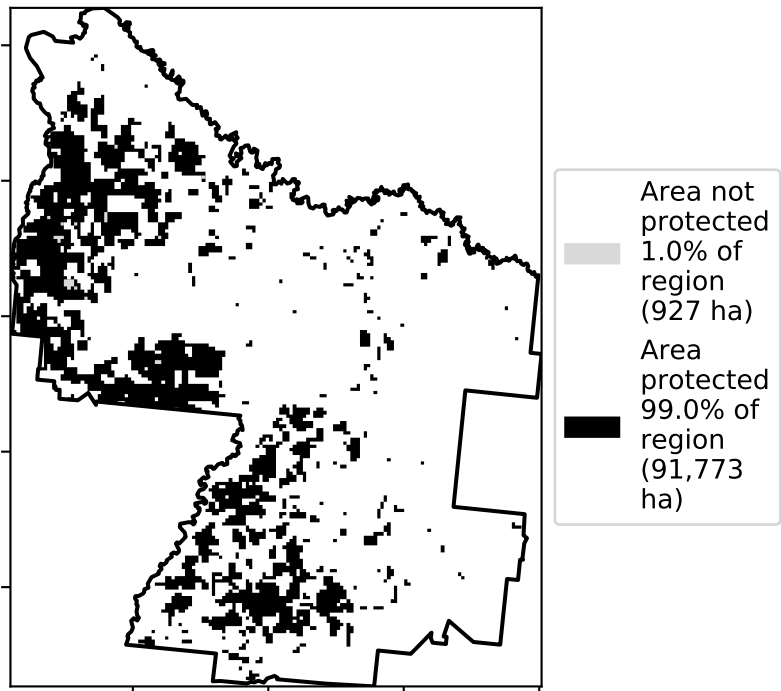 Area not
protected
1.0% of
region
(927 ha)
Area
protected
99.0% of
region
(91,773
ha)